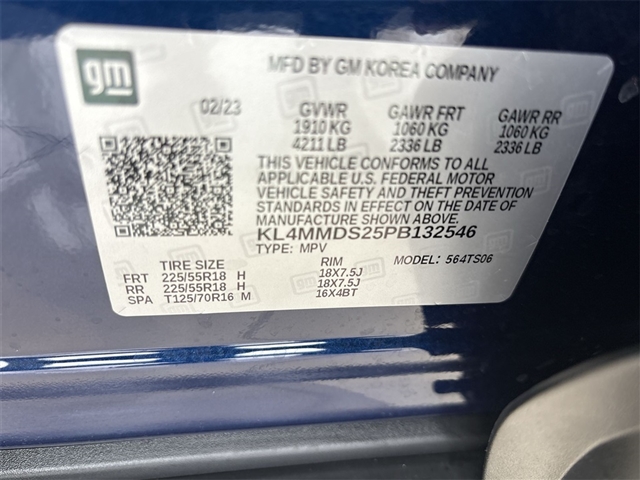 gm
MFD BY GM KOREA COMPANY
02/23 GVWR GAWR FRT GAWR RR
1910 KG 1060 KG 1060 KG
4211 LB 2336 LB 2336 LB
THIS VEHICLE CONFORMS TO ALL
APPLICABLE U.S. FEDERAL MOTOR
VEHICLE SAFETY AND THEFT PREVENTION
STANDARDS IN EFFECT ON THE DATE OF
MANUFACTURE SHOWN ABOVE.
KL4MMDS25PB132546
TYPE: MPV MODEL: 564TS06
TIRE SIZE RIM
FRT 225/55R18 H 18X7.5J
RR 225/55R18 H 18X7.5J
SPA T125/70R16 M 16X4BT